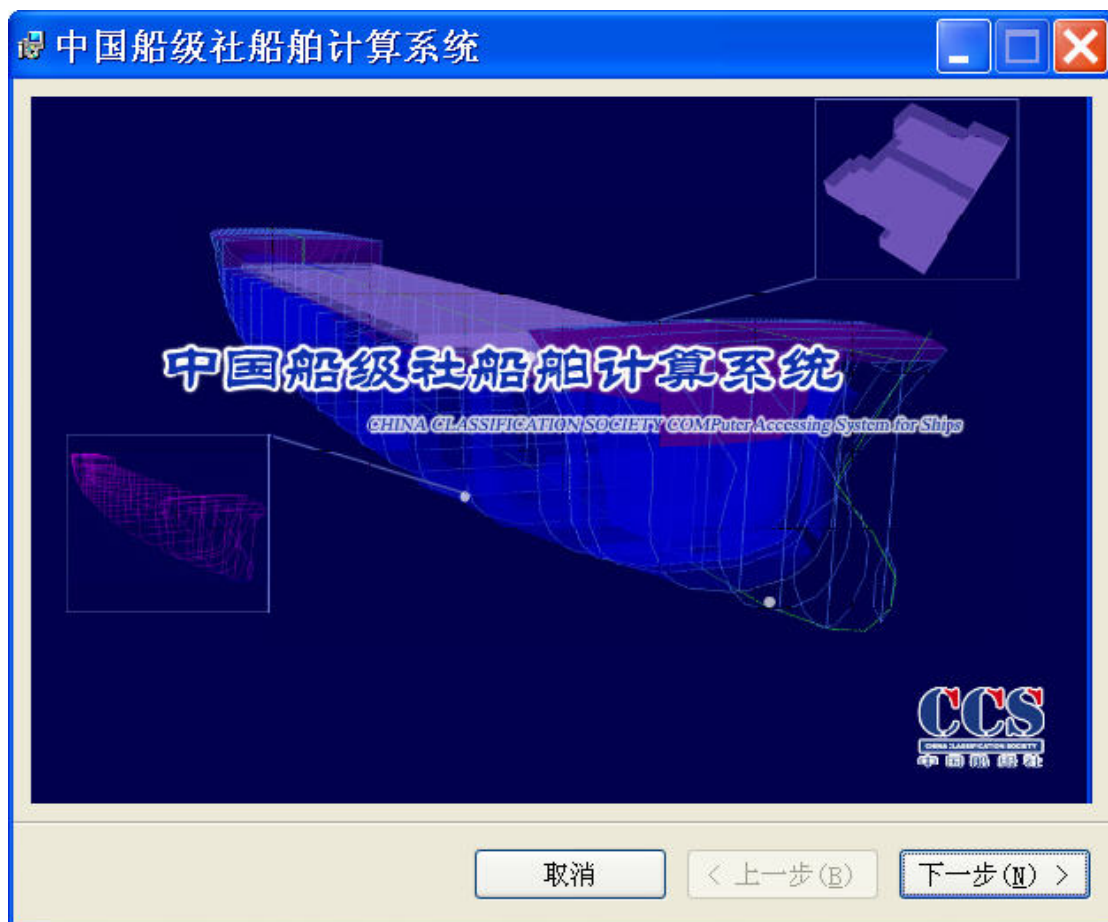 中国船级社船舶计算系统
中国船级社船舶计算系统
CHINA CLASSIFICATION SOCIETY COMPuter Accessing System for Ships
CCS
CHINA CLASSIFICATION SOCIETY
中国船级社
取消
< 上一步(B)
下一步(N) >